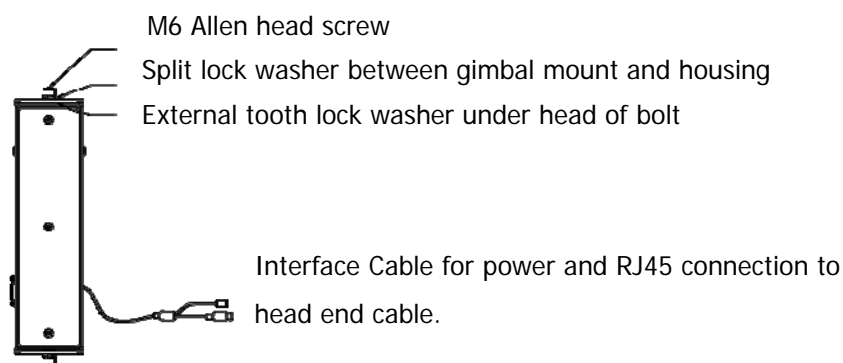 M6 Allen head screw
Split lock washer between gimbal mount and housing
External tooth lock washer under head of bolt
Interface Cable for power and RJ45 connection to
head end cable.